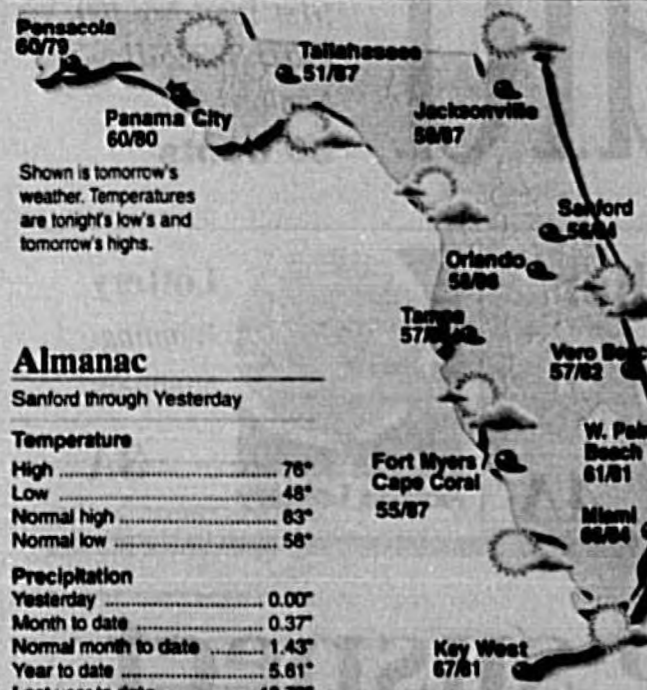 Pensacola
60/79
Tallahassee
51/87
Jacksonville
Panama City
60/80
Shown is tomorrow's
weather. Temperatures
are tonight's low's and
tomorrow's highs.
Sanford
Orlando
Tampa
Vero
57/82
W.
Beach
61/81
Fort Myers/
Cape Coral
55/87
Miami
Key West
67/81
Almanac
Sanford through Yesterday
Temperature
High ........ 76°
Low ........ 48°
Normal high ........ 83°
Normal low ........ 58°
Precipitation
Yesterday ........ 0.00"
Month to date ........ 0.37"
Normal month to date ........ 1.43"
Year to date ........ 5.61"